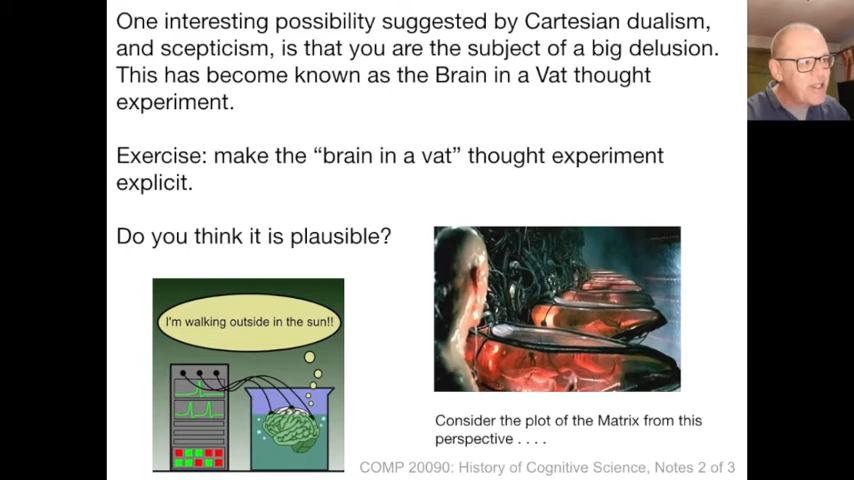 One interesting possibility suggested by Cartesian dualism,
and scepticism, is that you are the subject of a big delusion.
This has become known as the Brain in a Vat thought
experiment.
Exercise: make the “brain in a vat” thought experiment
explicit.
Do you think it is plausible?
I'm walking outside in the sun!!
Consider the plot of the Matrix from this
perspective . . . .
COMP 20090: History of Cognitive Science, Notes 2 of 3